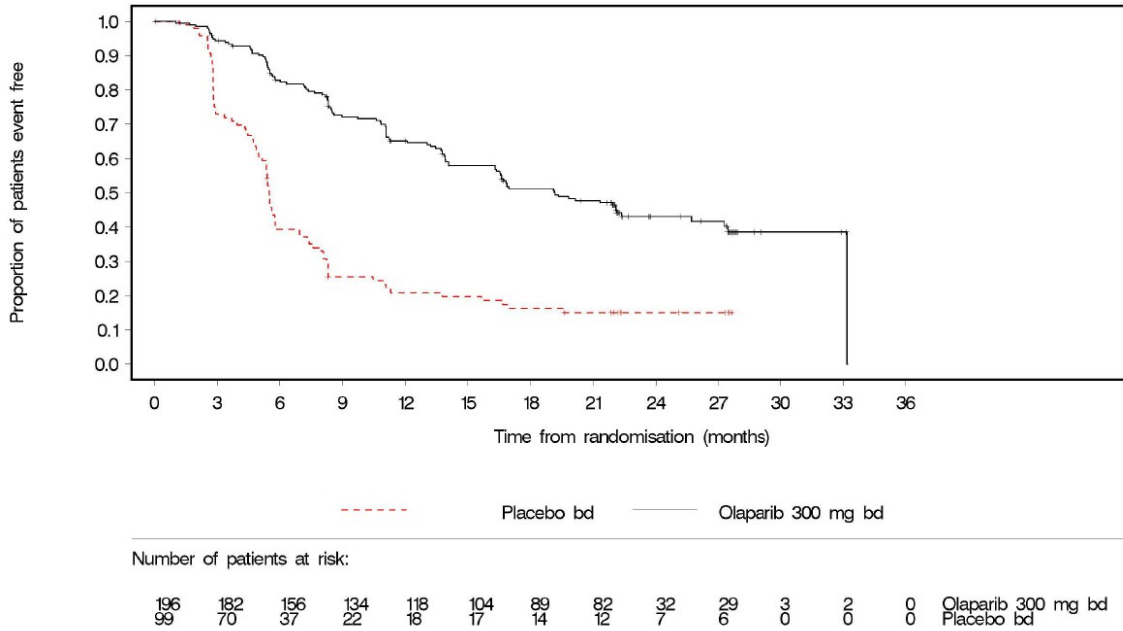 Proportion of patients event free
1.0
0.9
0.8
0.7
0.6
0.5
0.4
0.3
0.2
0.1
0.0
0 3 6 9 12 15 18 21 24 27 30 33 36
Time from randomisation (months)
Placebo bd Olaparib 300 mg bd
Number of patients at risk:
196 182 156 134 118 104 89 82 32 29 3 2 0 Olaparib 300 mg bd
99 70 37 22 18 17 14 12 7 6 0 0 0 Placebo bd